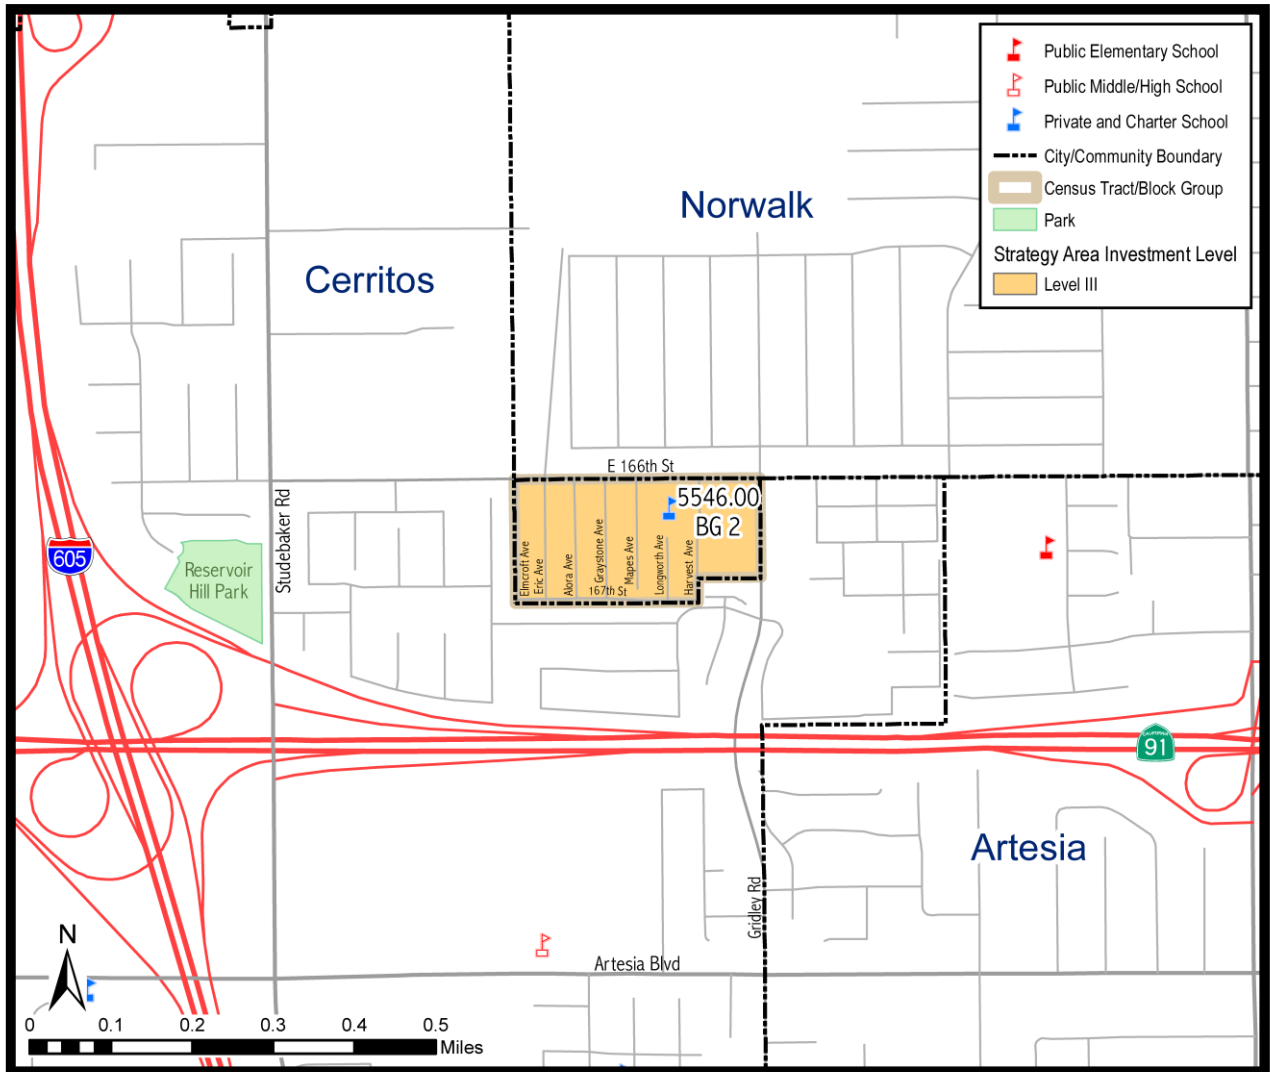 Public Elementary School
Public Middle/High School
Private and Charter School
City/Community Boundary
Census Tract/Block Group
Park
Strategy Area Investment Level
Level III
Norwalk
Cerritos
E 166th St
5546.00
BG 2
Studebaker Rd
Elmcroft Ave
Eric Ave
Alora Ave
Graystone Ave
Mapes Ave
Longworth Ave
Harvest Ave
167th St
605
Reservoir
Hill Park
CALIFORNIA
91
Artesia
Gridley Rd
Artesia Blvd
N
0 0.1 0.2 0.3 0.4 0.5
Miles